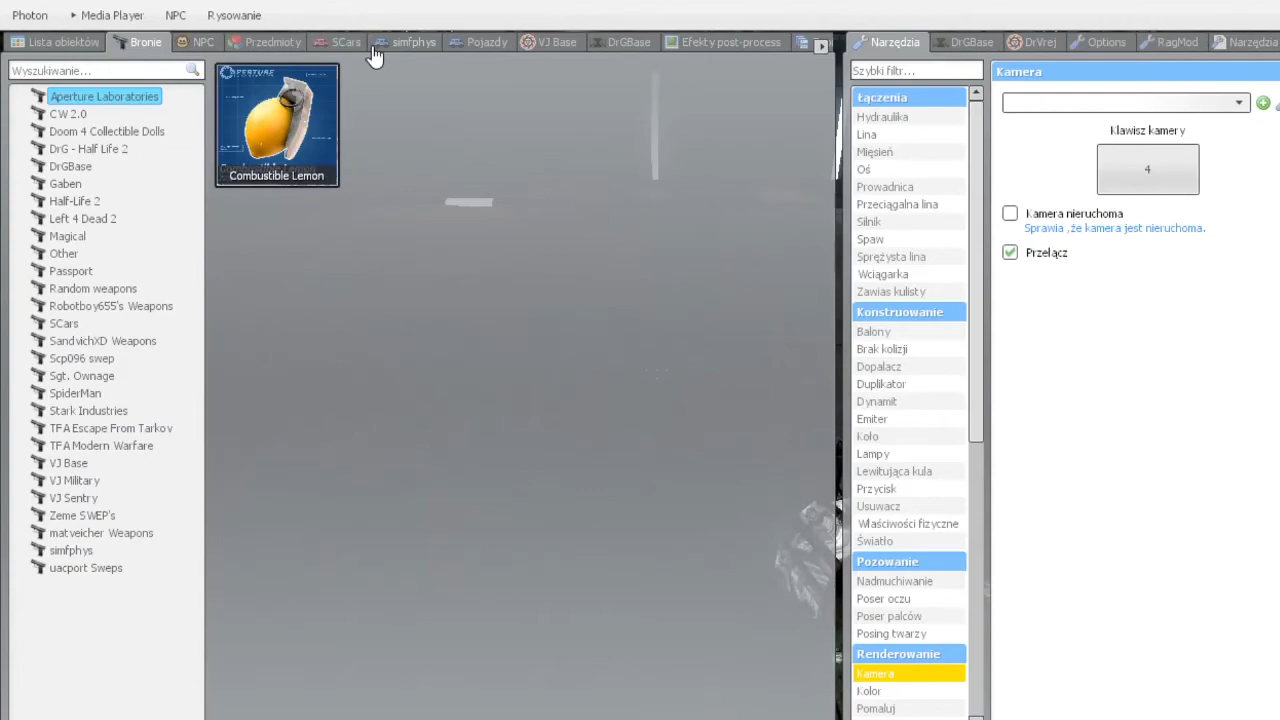 Photon
Media Player
NPC
Rysowanie
Lista obiektów
Bronie
NPC
Przedmioty
SCars
simfphys
Pojazdy
VJ Base
DrGBase
Efekty post-process
Narzędzia
DrGBase
DrVrej
Options
RagMod
Narzędzia
Wyszukiwanie...
Aperture Laboratories
CW 2.0
Doom 4 Collectible Dolls
DrG - Half Life 2
DrGBase
Gaben
Half-Life 2
Left 4 Dead 2
Magical
Other
Passport
Random weapons
Robotboy655's Weapons
SCars
SandvichXD Weapons
Scp096 swep
Sgt. Ownage
SpiderMan
Stark Industries
TFA Escape From Tarkov
TFA Modern Warfare
VJ Base
VJ Military
VJ Sentry
Zeme SWEP's
matveicher Weapons
simfphys
uacport Sweps
APERTURE
Combustible Lemon
Szybki filtr...
Łączenia
Hydraulika
Lina
Mięsień
Oś
Prowadnica
Przeciągalna lina
Silnik
Spaw
Sprężysta lina
Wciągarka
Zawias kulisty
Konstruowanie
Balony
Brak kolizji
Dopalacz
Duplikator
Dynamit
Emiter
Koło
Lampy
Lewitująca kula
Przycisk
Usuwacz
Właściwości fizyczne
Światło
Pozowanie
Nadmuchiwanie
Poser oczu
Poser palców
Posing twarzy
Renderowanie
Kamera
Kolor
Pomaluj
Kamera
Klawisz kamery
4
Kamera nieruchoma
Sprawia ,że kamera jest nieruchoma.
Przełącz